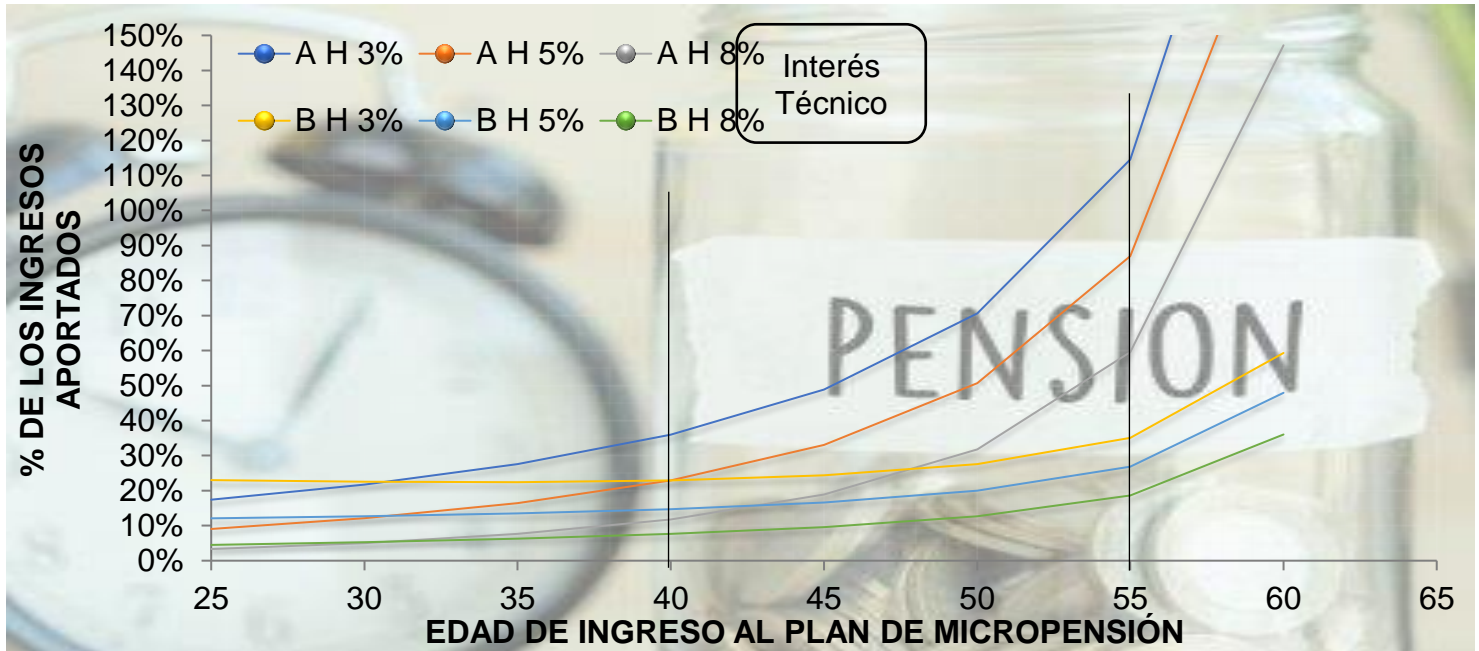 150%
140%
130%
120%
110%
100%
90%
80%
70%
60%
50%
40%
30%
20%
10%
0%
% DE LOS INGRESOS
APORTADOS
A H 3% A H 5% A H 8%
B H 3% B H 5% B H 8%
Interés
Técnico
PENSION
25 30 35 40 45 50 55 60 65
EDAD DE INGRESO AL PLAN DE MICROPENSIÓN